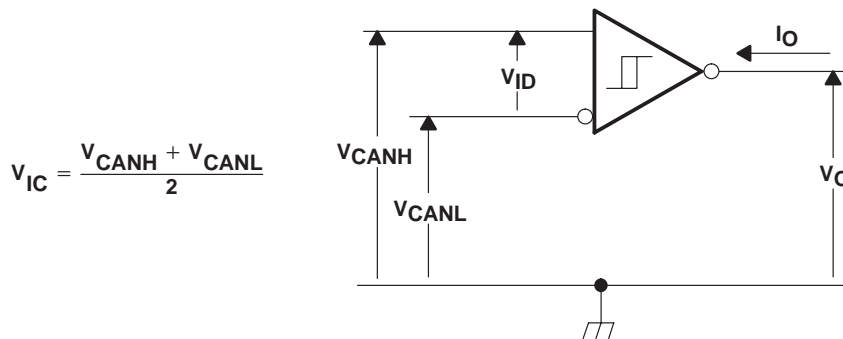 V_IC = (V_CANH + V_CANL) / 2
I_O
V_ID
V_CANH
V_CANL
V_O